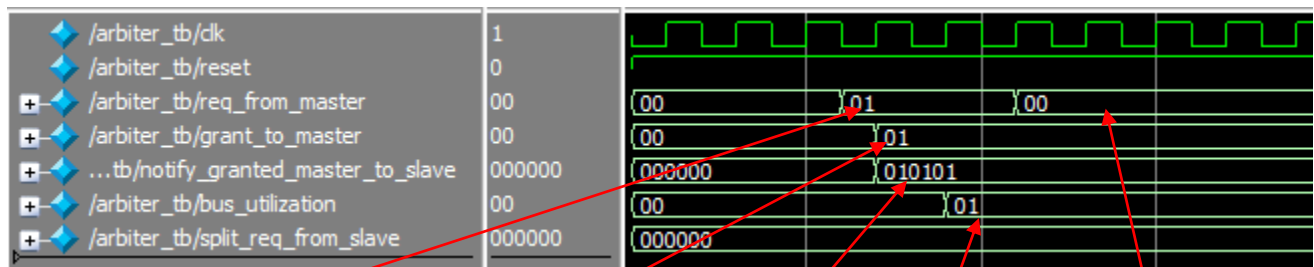 /arbiter_tb/clk 1
/arbiter_tb/reset 0
/arbiter_tb/req_from_master 00 00 01 00
/arbiter_tb/grant_to_master 00 00 01
...tb/notify_granted_master_to_slave 000000 000000 010101
/arbiter_tb/bus_utilization 00 00 01
/arbiter_tb/split_req_from_slave 000000 000000